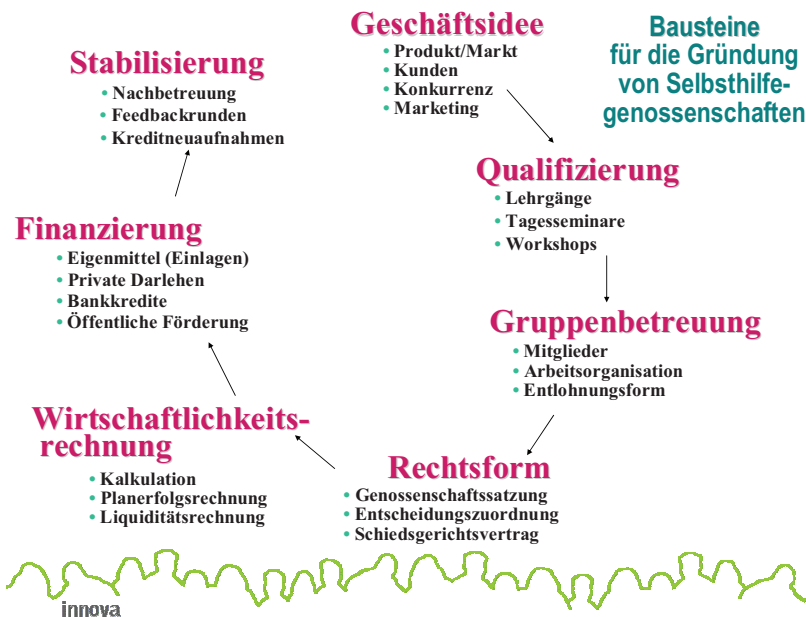 Bausteine
für die Gründung
von Selbsthilfe-
genossenschaften
Geschäftsidee
• Produkt/Markt
• Kunden
• Konkurrenz
• Marketing
Qualifizierung
• Lehrgänge
• Tagesseminare
• Workshops
Gruppenbetreuung
• Mitglieder
• Arbeitsorganisation
• Entlohnungsform
Rechtsform
• Genossenschaftssatzung
• Entscheidungszuordnung
• Schiedsgerichtsvertrag
Wirtschaftlichkeits-
rechnung
• Kalkulation
• Planerfolgsrechnung
• Liquiditätsrechnung
Finanzierung
• Eigenmittel (Einlagen)
• Private Darlehen
• Bankkredite
• Öffentliche Förderung
Stabilisierung
• Nachbetreuung
• Feedbackrunden
• Kreditneuaufnahmen
innova